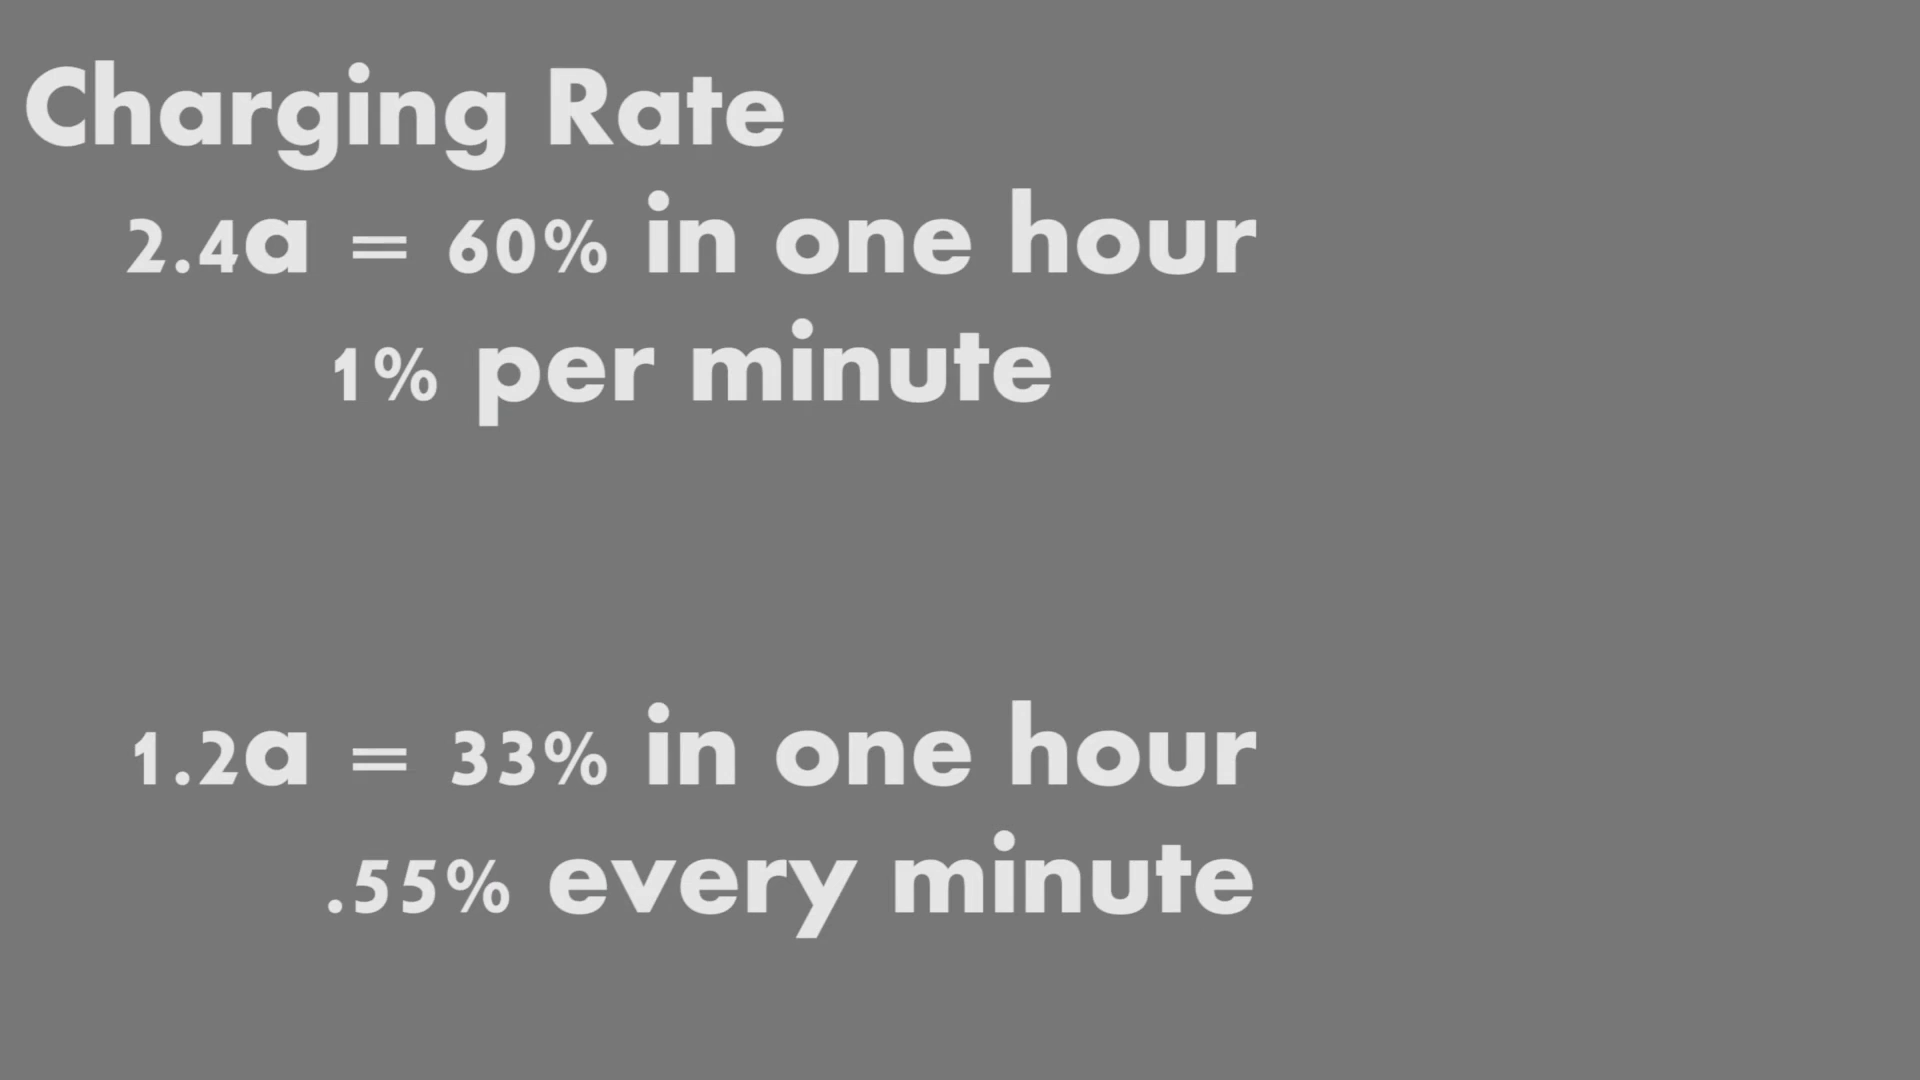 Charging Rate
2.4a = 60% in one hour
1% per minute
1.2a = 33% in one hour
.55% every minute